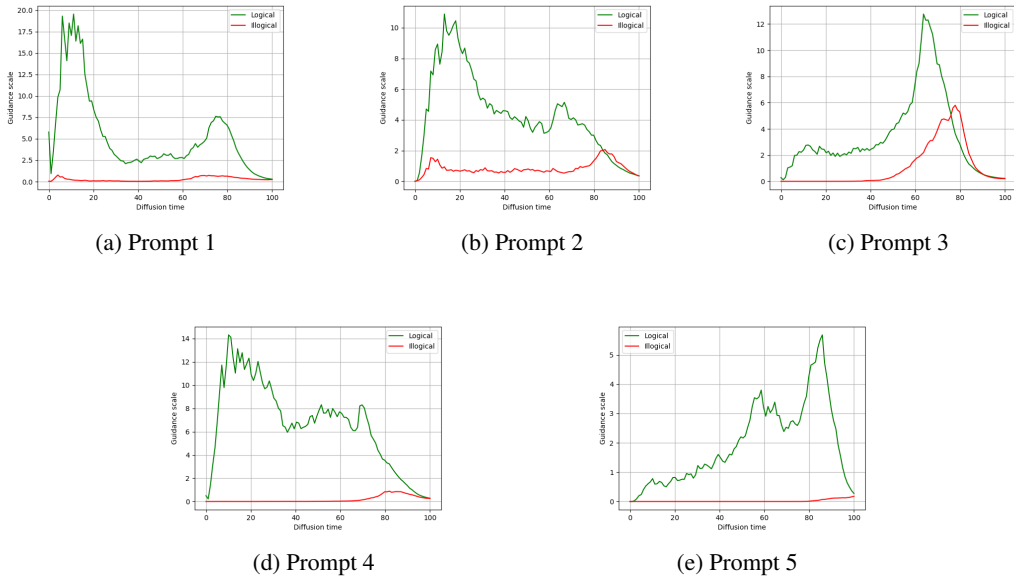 20.0
17.5
15.0
12.5
10.0
7.5
5.0
2.5
0.0
Guidance scale
Logical
Illogical
0 20 40 60 80 100
Diffusion time
(a) Prompt 1
10
8
6
4
2
0
Guidance scale
Logical
Illogical
0 20 40 60 80 100
Diffusion time
(b) Prompt 2
12
10
8
6
4
2
0
Guidance scale
Logical
Illogical
0 20 40 60 80 100
Diffusion time
(c) Prompt 3
14
12
10
8
6
4
2
0
Guidance scale
Logical
Illogical
0 20 40 60 80 100
Diffusion time
(d) Prompt 4
5
4
3
2
1
0
Guidance scale
Logical
Illogical
0 20 40 60 80 100
Diffusion time
(e) Prompt 5